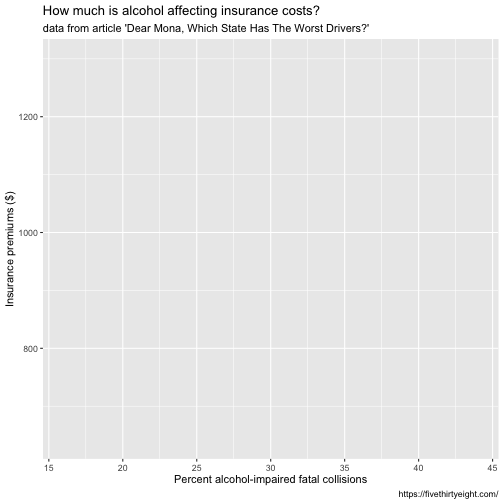 How much is alcohol affecting insurance costs?
data from article 'Dear Mona, Which State Has The Worst Drivers?'
Insurance premiums ($)
1200
1000
800
15 20 25 30 35 40 45
Percent alcohol-impaired fatal collisions
https://fivethirtyeight.com/